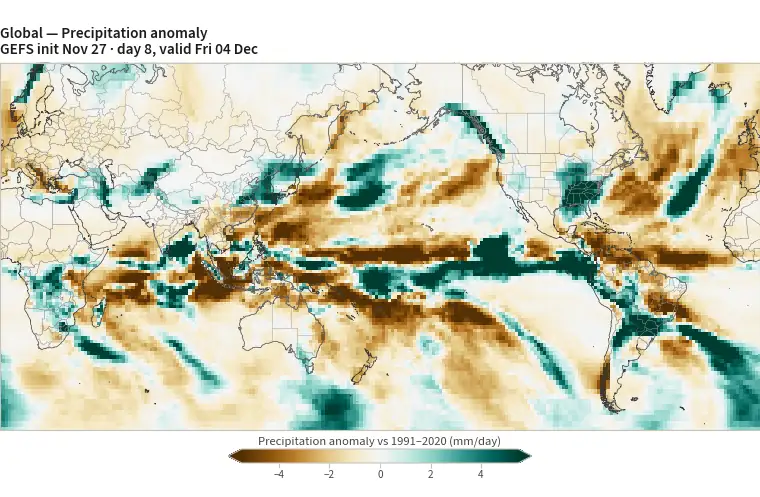 Global — Precipitation anomaly
GEFS init Nov 27 · day 8, valid Fri 04 Dec
Precipitation anomaly vs 1991–2020 (mm/day)
−4 −2 0 2 4